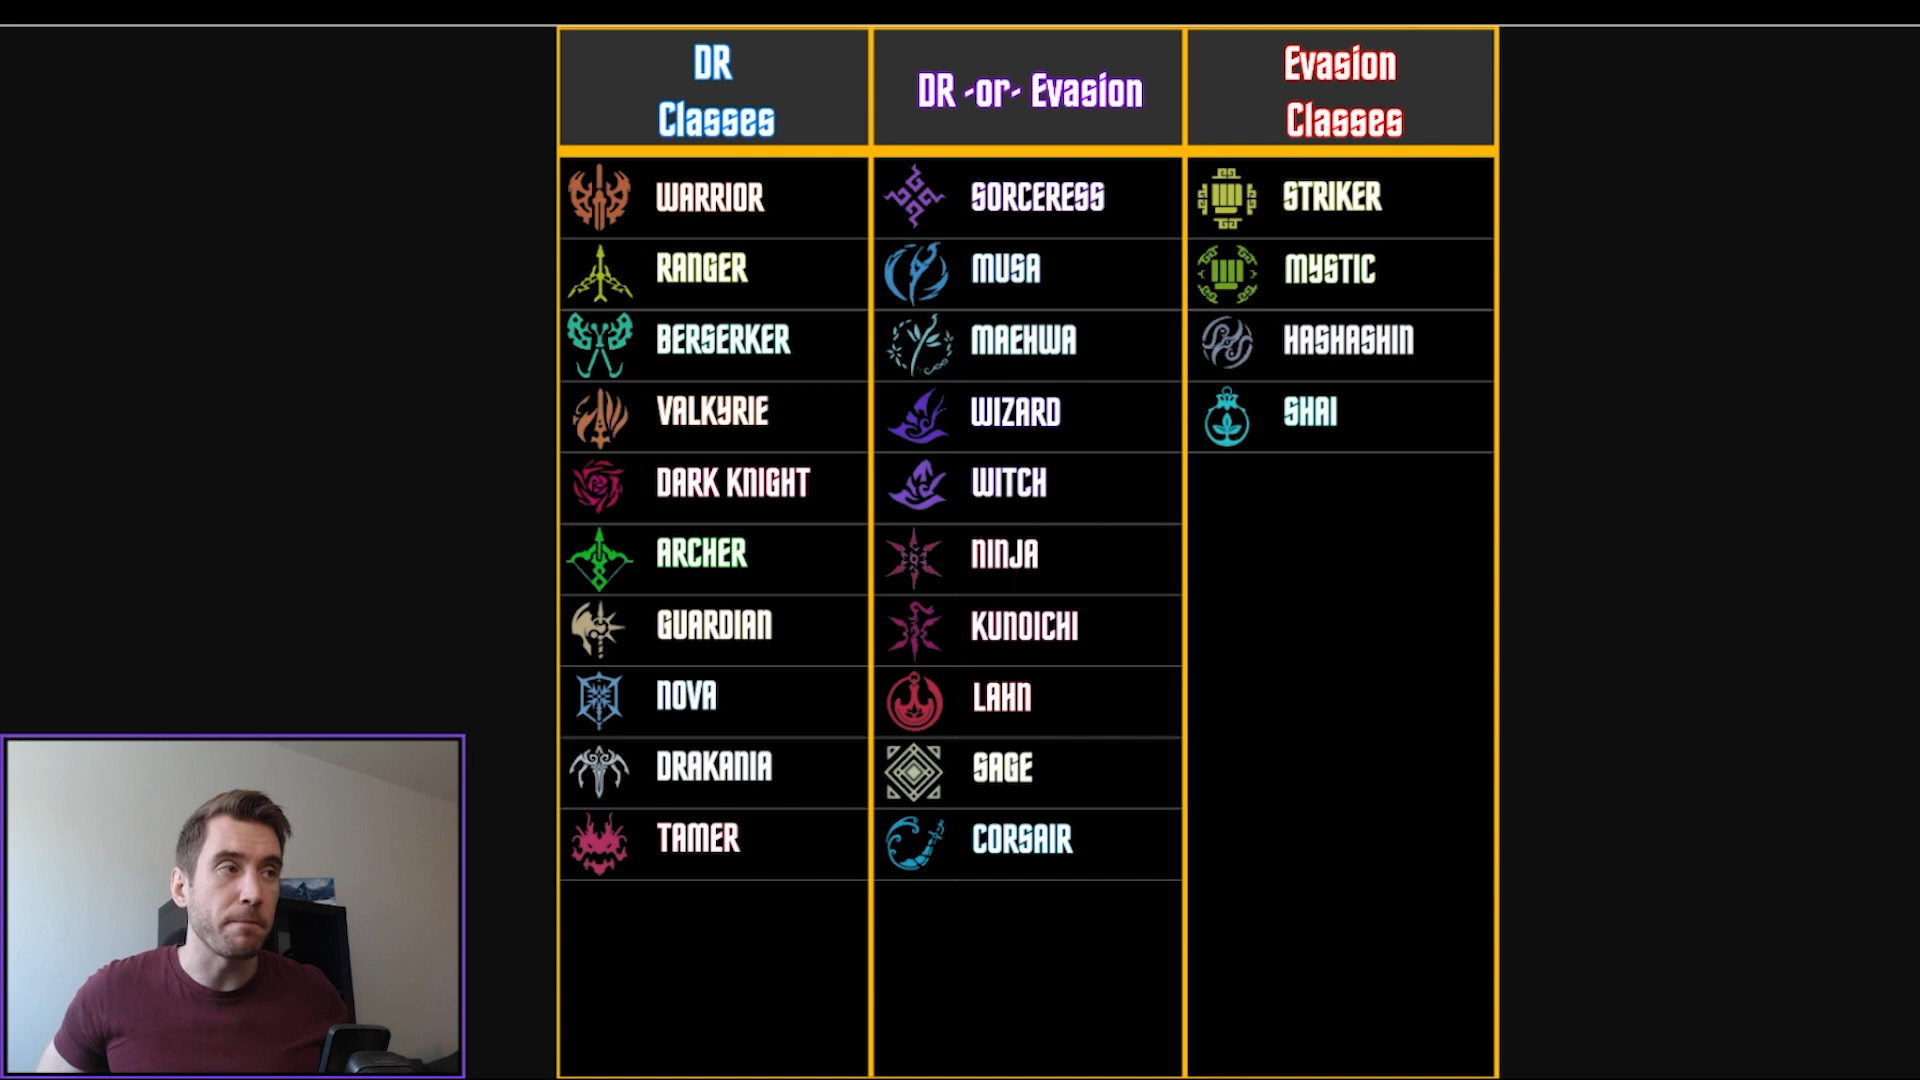 DR
Classes
DR -or- Evasion
Evasion
Classes
WARRIOR
RANGER
BERSERKER
VALKYRIE
DARK KNIGHT
ARCHER
GUARDIAN
NOVA
DRAKANIA
TAMER
SORCERESS
MUSA
MAEHWA
WIZARD
WITCH
NINJA
KUNOICHI
LAHN
SAGE
CORSAIR
STRIKER
MYSTIC
HASHASHIN
SHAI